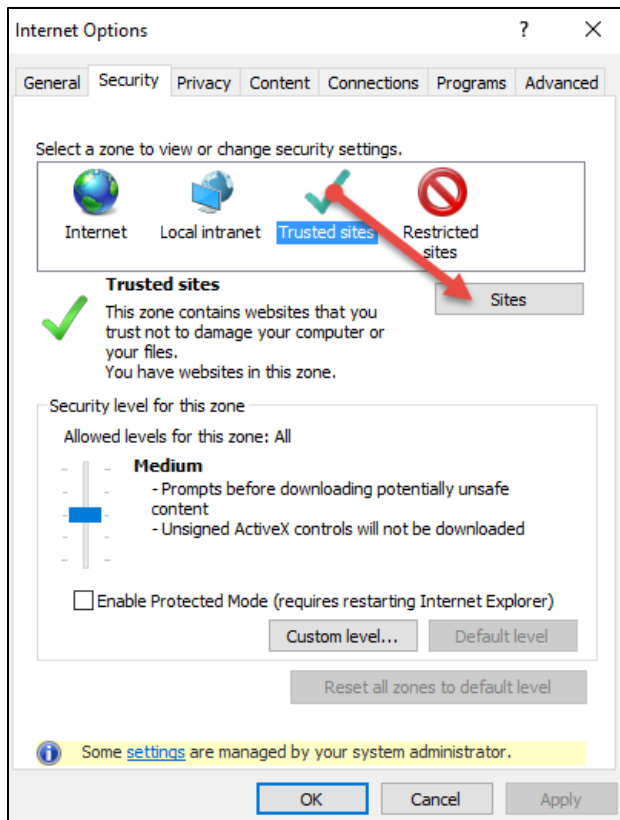 Internet Options ?
General Security Privacy Content Connections Programs Advanced
Select a zone to view or change security settings.
Internet Local intranet Trusted sites Restricted sites
Trusted sites
This zone contains websites that you
trust not to damage your computer or
your files.
You have websites in this zone.
Sites
Security level for this zone
Allowed levels for this zone: All
Medium
- Prompts before downloading potentially unsafe
content
- Unsigned ActiveX controls will not be downloaded
Enable Protected Mode (requires restarting Internet Explorer)
Custom level... Default level
Reset all zones to default level
Some settings are managed by your system administrator.
OK Cancel Apply